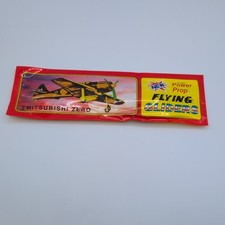 MITSUBISHI ZERO
Power
Prop
FLYING
GLIDERS